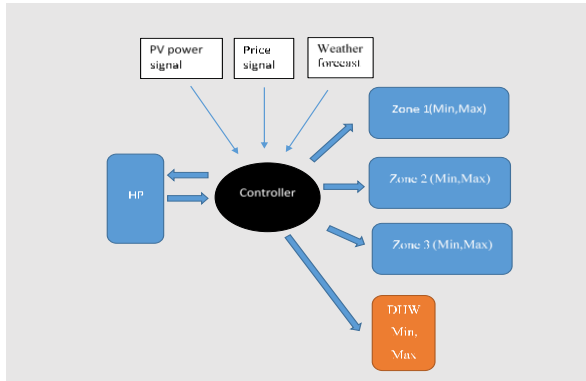 PV power
signal
Price
signal
Weather
forecast
Zone 1(Min,Max)
HP
Controller
Zone 2 (Min,Max)
Zone 3 (Min,Max)
DHW
Min,
Max